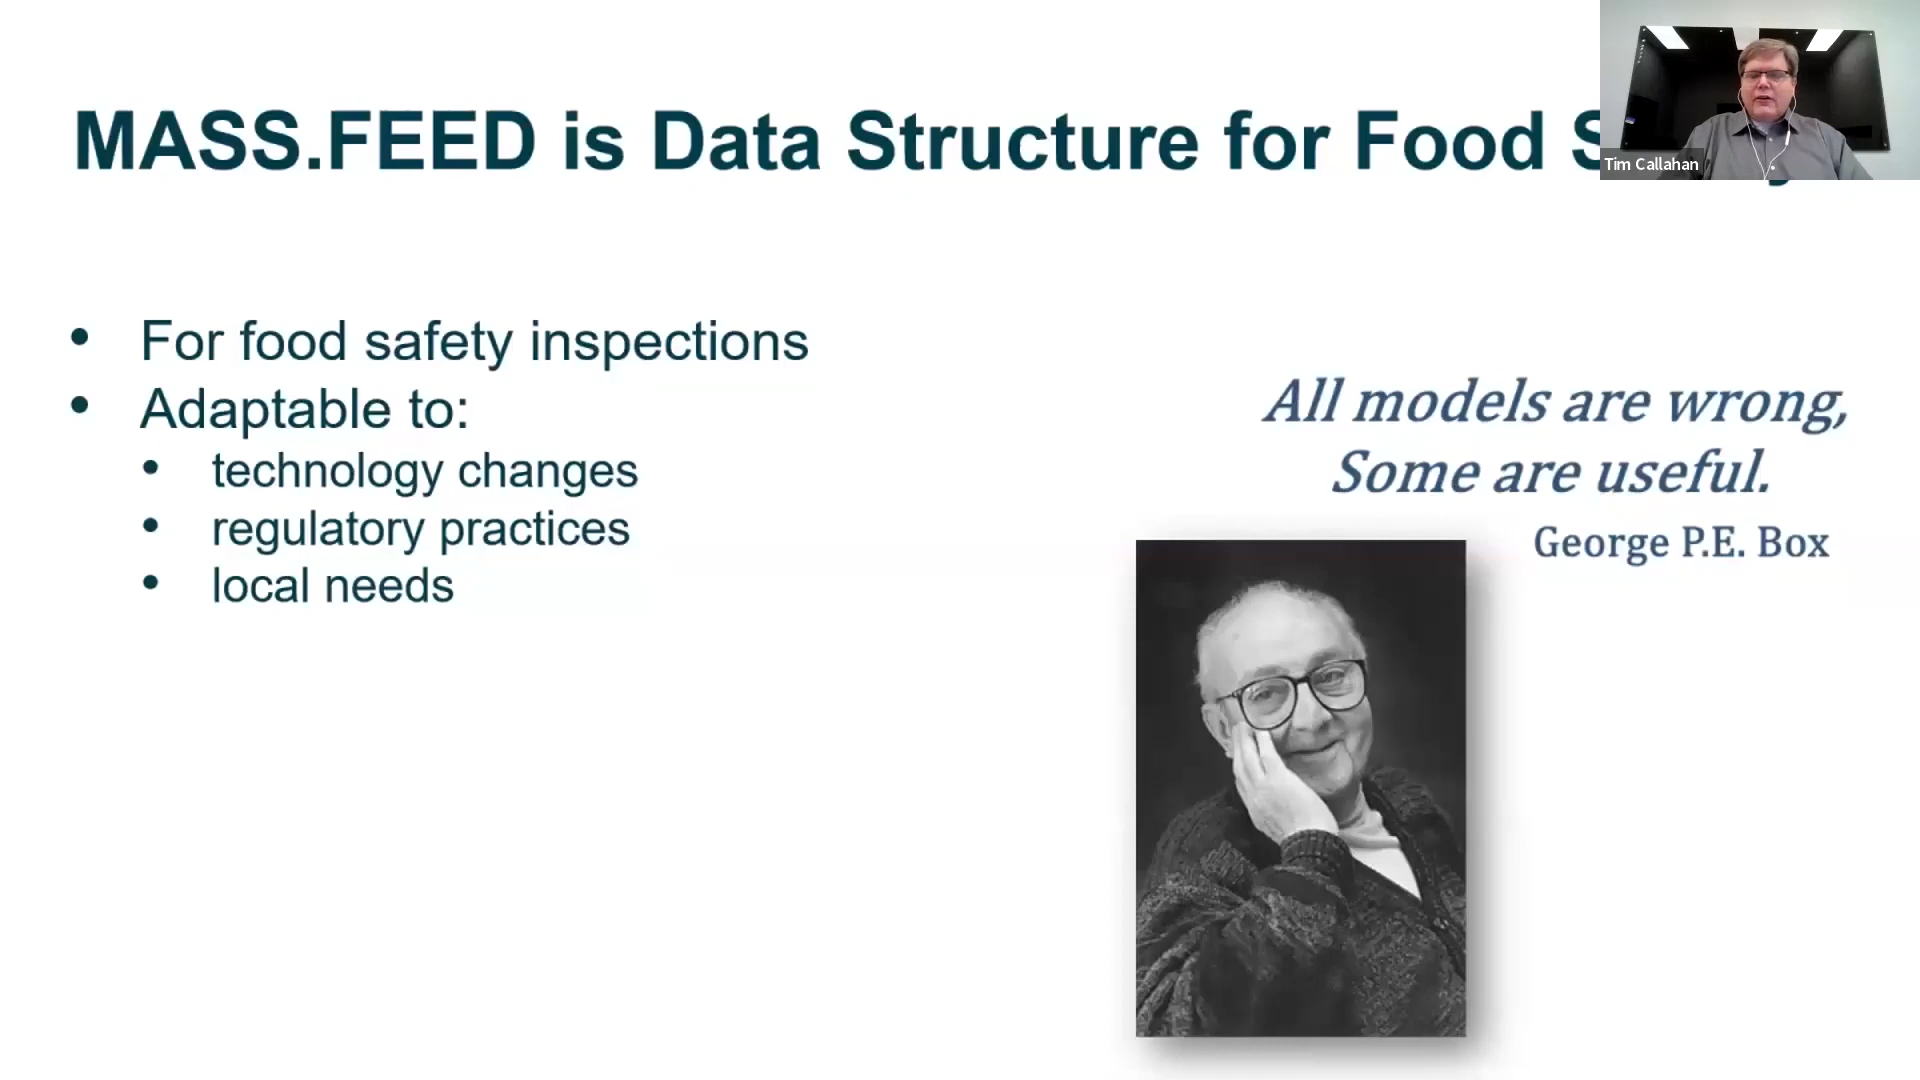 MASS.FEED is Data Structure for Food
Tim Callahan
• For food safety inspections
• Adaptable to:
• technology changes
• regulatory practices
• local needs
All models are wrong,
Some are useful.
George P.E. Box